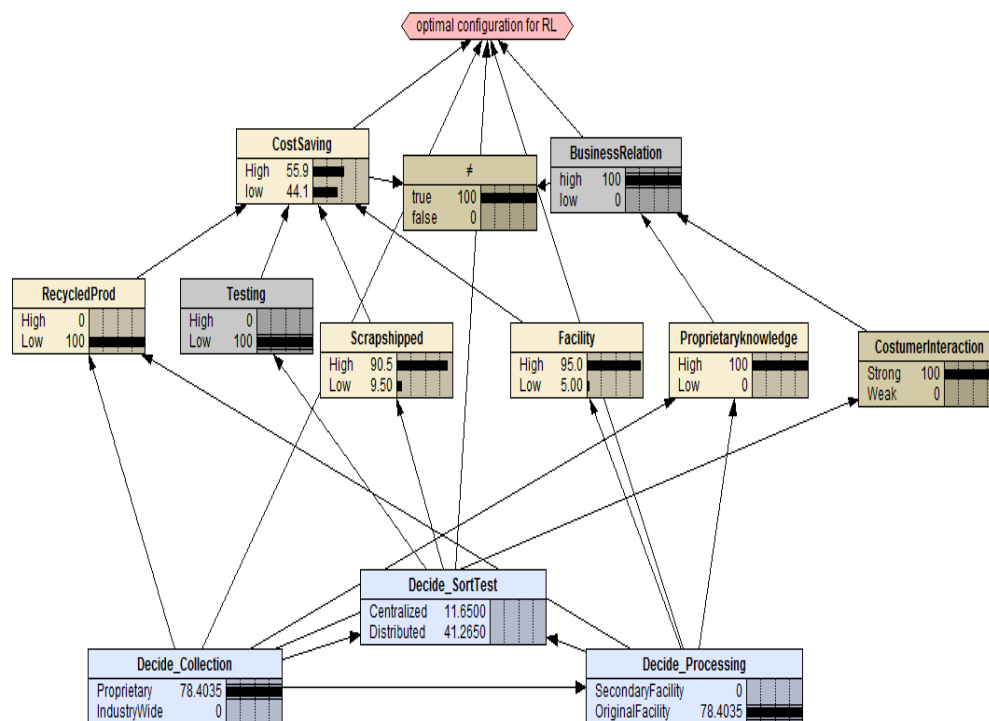 optimal configuration for RL
CostSaving
High 55.9
low 44.1
≠
true 100
false 0
BusinessRelation
high 100
low 0
RecycledProd
High 0
Low 100
Testing
High 0
Low 100
Scrapshipped
High 90.5
Low 9.50
Facility
High 95.0
Low 5.00
Proprietaryknowledge
High 100
Low 0
CostumerInteraction
Strong 100
Weak 0
Decide_SortTest
Centralized 11.6500
Distributed 41.2650
Decide_Collection
Proprietary 78.4035
IndustryWide 0
Decide_Processing
SecondaryFacility 0
OriginalFacility 78.4035